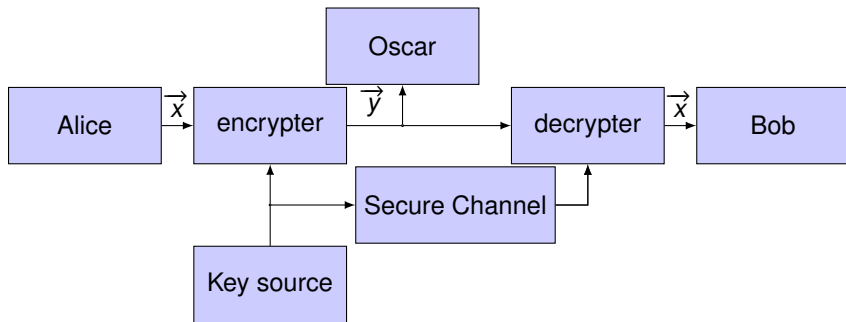 Oscar
Alice
x⃗
encrypter
y⃗
decrypter
x⃗
Bob
Secure Channel
Key source